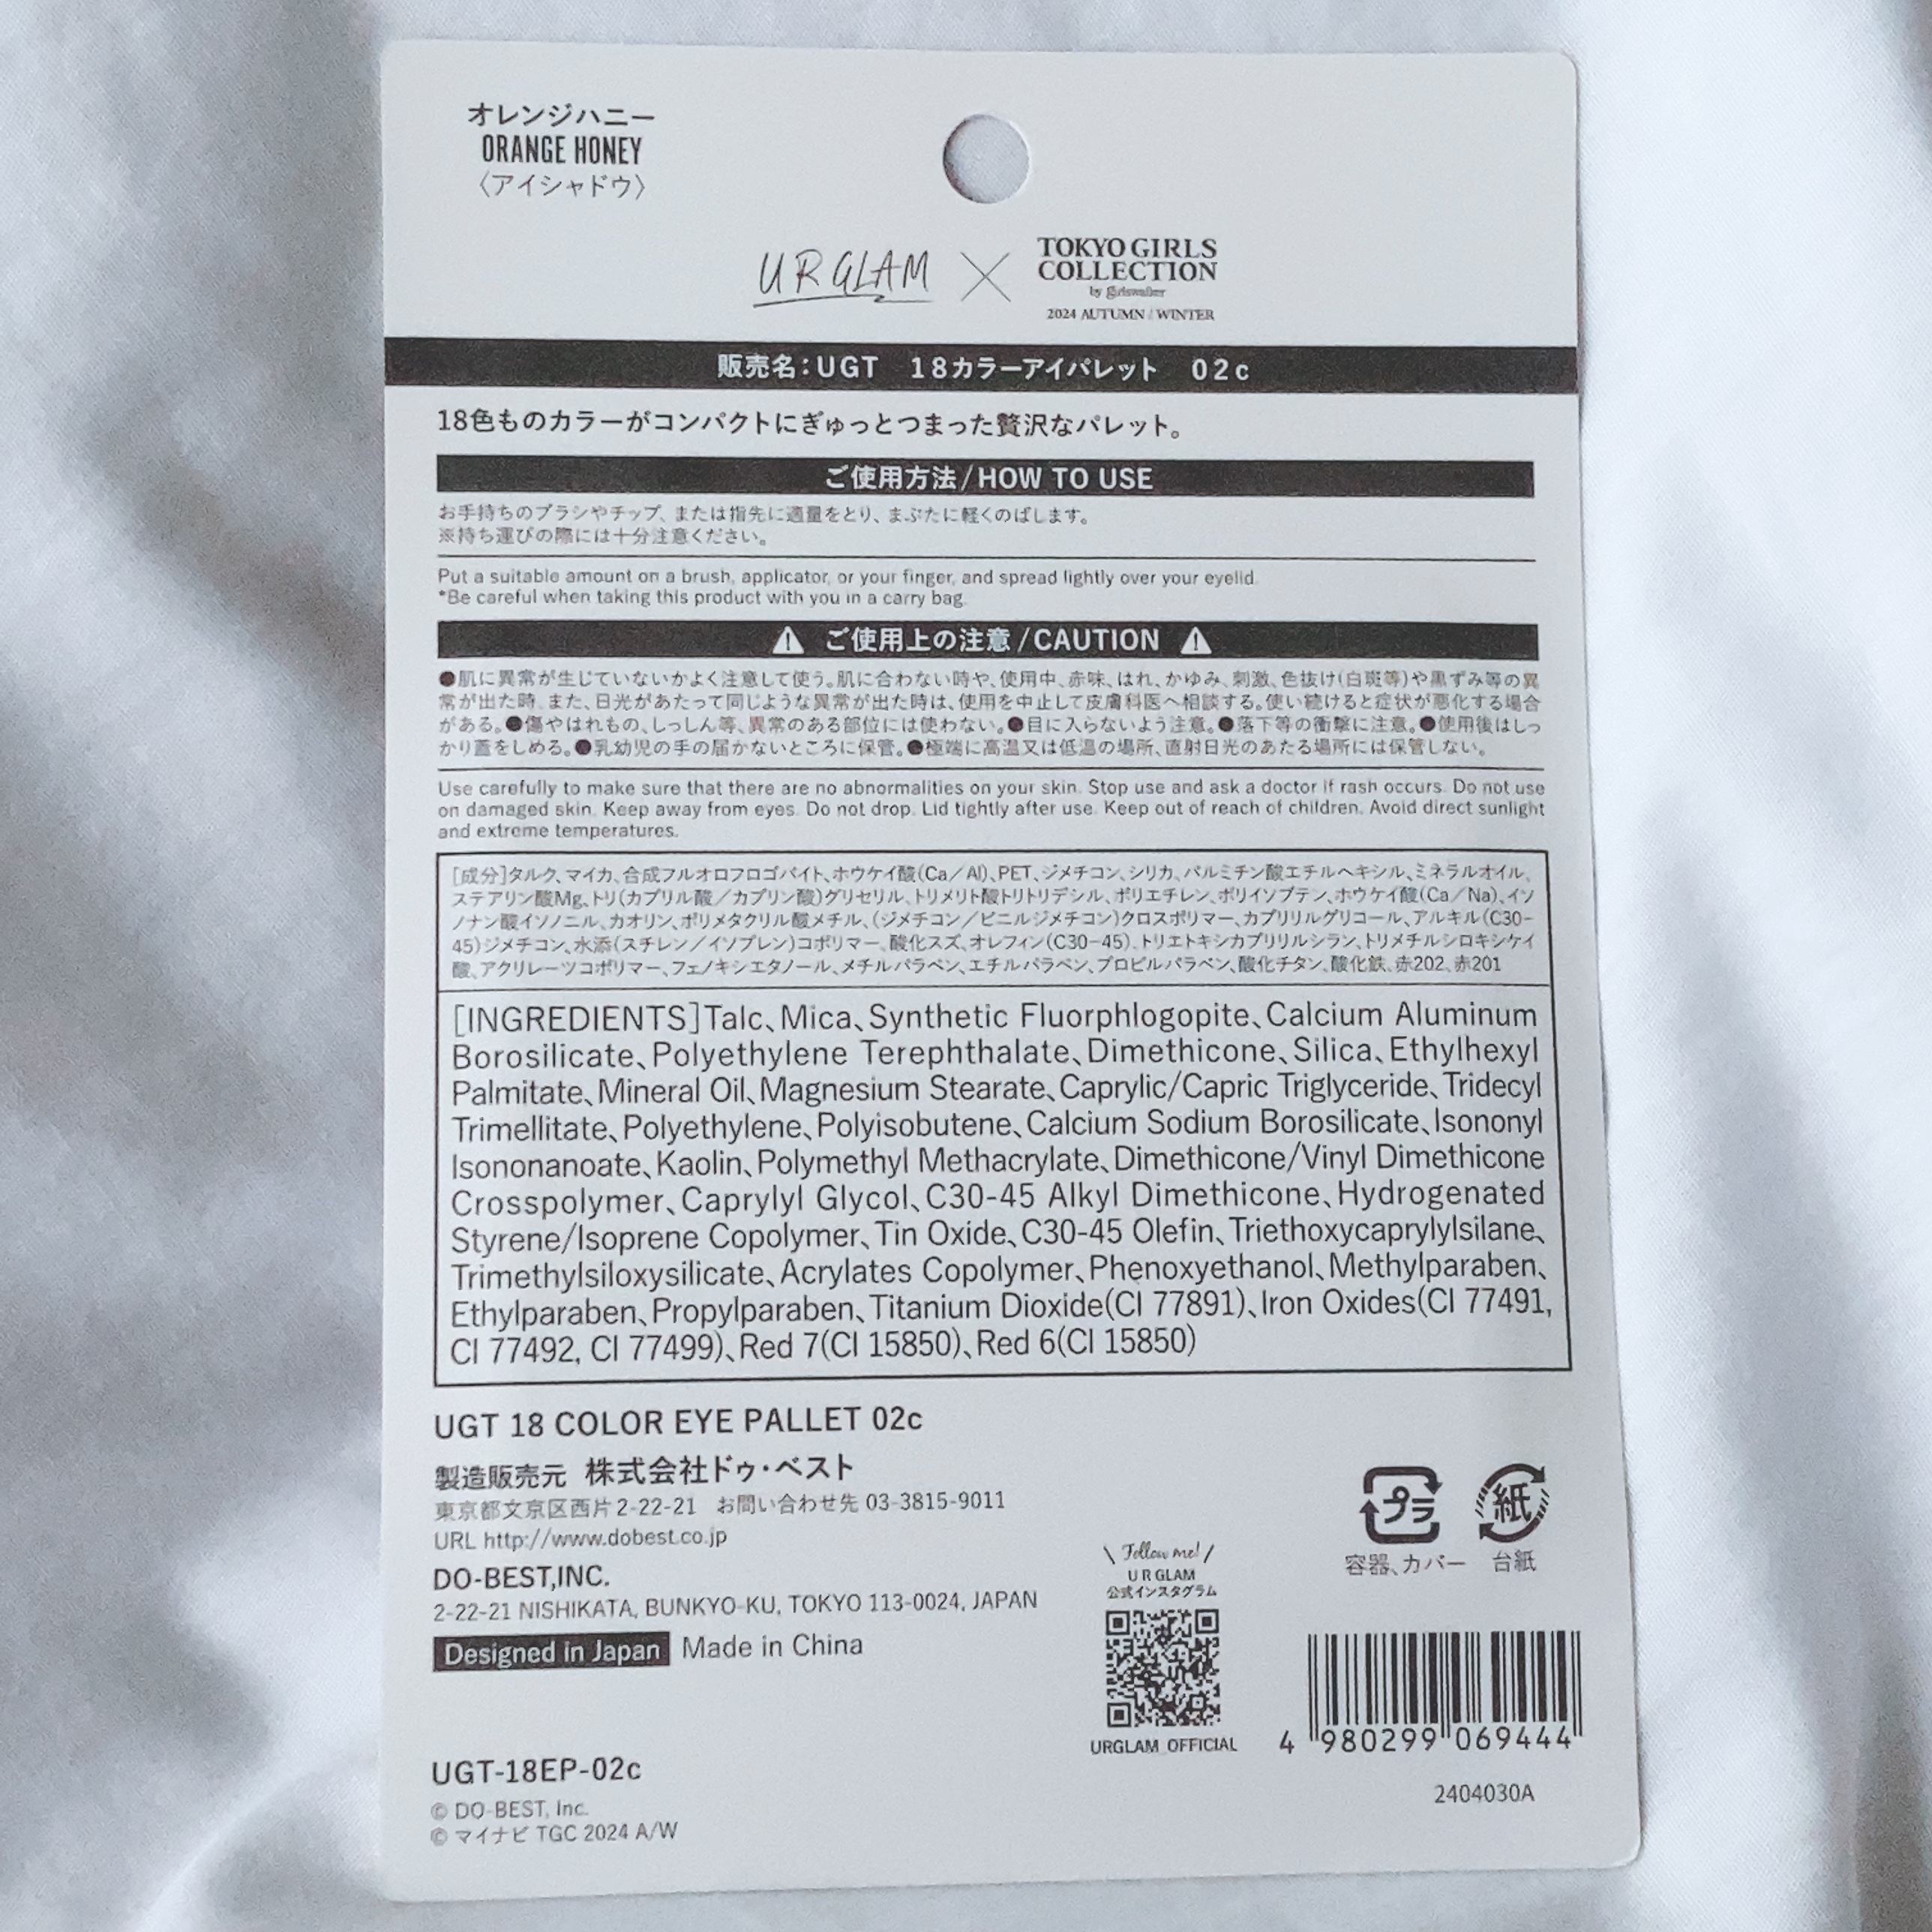 オレンジハニー
ORANGE HONEY
〈アイシャドウ〉
URGLAM × TOKYO GIRLS
COLLECTION
by girlswalker
2024 AUTUMN / WINTER
販売名：UGT　18カラーアイパレット　02c
18色ものカラーがコンパクトにぎゅっとつまった贅沢なパレット。
ご使用方法/HOW TO USE
お手持ちのブラシやチップ、または指先に適量をとり、まぶたに軽くのばします。
※持ち運びの際には十分注意ください。
Put a suitable amount on a brush, applicator, or your finger, and spread lightly over your eyelid.
*Be careful when taking this product with you in a carry bag.
ご使用上の注意/CAUTION
●肌に異常が生じていないかよく注意して使う。肌に合わない時や、使用中、赤味、はれ、かゆみ、刺激、色抜け(白斑等)や黒ずみ等の異
常が出た時、また、日光があたって同じような異常が出た時は、使用を中止して皮膚科医へ相談する。使い続けると症状が悪化する場合
がある。●傷やはれもの、しっしん等、異常のある部位には使わない。●目に入らないよう注意。●落下等の衝撃に注意。●使用後はしっ
かり蓋をしめる。●乳幼児の手の届かないところに保管。●極端に高温又は低温の場所、直射日光のあたる場所には保管しない。
Use carefully to make sure that there are no abnormalities on your skin. Stop use and ask a doctor if rash occurs. Do not use
on damaged skin. Keep away from eyes. Do not drop. Lid tightly after use. Keep out of reach of children. Avoid direct sunlight
and extreme temperatures.
[成分]タルク、マイカ、合成フルオロフロゴパイト、ホウケイ酸(Ca／Al)、PET、ジメチコン、シリカ、パルミチン酸エチルヘキシル、ミネラルオイル、
ステアリン酸Mg、トリ(カプリル酸／カプリン酸)グリセリル、トリメリト酸トリトリデシル、ポリエチレン、ポリイソブテン、ホウケイ酸(Ca／Na)、イソ
ノナン酸イソノニル、カオリン、ポリメタクリル酸メチル、(ジメチコン／ビニルジメチコン)クロスポリマー、カプリリルグリコール、アルキル(C30-
45)ジメチコン、水添(スチレン／イソプレン)コポリマー、酸化スズ、オレフィン(C30-45)、トリエトキシカプリリルシラン、トリメチルシロキシケイ
酸、アクリレーツコポリマー、フェノキシエタノール、メチルパラベン、エチルパラベン、プロピルパラベン、酸化チタン、酸化鉄、赤202、赤201
[INGREDIENTS]Talc、Mica、Synthetic Fluorphlogopite、Calcium Aluminum
Borosilicate、Polyethylene Terephthalate、Dimethicone、Silica、Ethylhexyl
Palmitate、Mineral Oil、Magnesium Stearate、Caprylic/Capric Triglyceride、Tridecyl
Trimellitate、Polyethylene、Polyisobutene、Calcium Sodium Borosilicate、Isononyl
Isononanoate、Kaolin、Polymethyl Methacrylate、Dimethicone/Vinyl Dimethicone
Crosspolymer、Caprylyl Glycol、C30-45 Alkyl Dimethicone、Hydrogenated
Styrene/Isoprene Copolymer、Tin Oxide、C30-45 Olefin、Triethoxycaprylylsilane、
Trimethylsiloxysilicate、Acrylates Copolymer、Phenoxyethanol、Methylparaben、
Ethylparaben、Propylparaben、Titanium Dioxide(CI 77891)、Iron Oxides(CI 77491,
CI 77492, CI 77499)、Red 7(CI 15850)、Red 6(CI 15850)
UGT 18 COLOR EYE PALLET 02c
製造販売元 株式会社ドゥ・ベスト
東京都文京区西片2-22-21 お問い合わせ先 03-3815-9011
URL http://www.dobest.co.jp
DO-BEST,INC.
2-22-21 NISHIKATA, BUNKYO-KU, TOKYO 113-0024, JAPAN
Designed in Japan Made in China
UGT-18EP-02c
© DO-BEST, Inc.
© マイナビ TGC 2024 A/W
Follow me!
UR GLAM
公式インスタグラム
URGLAM_OFFICIAL
プラ
容器、カバー
紙
台紙
4 980299 069444
2404030A